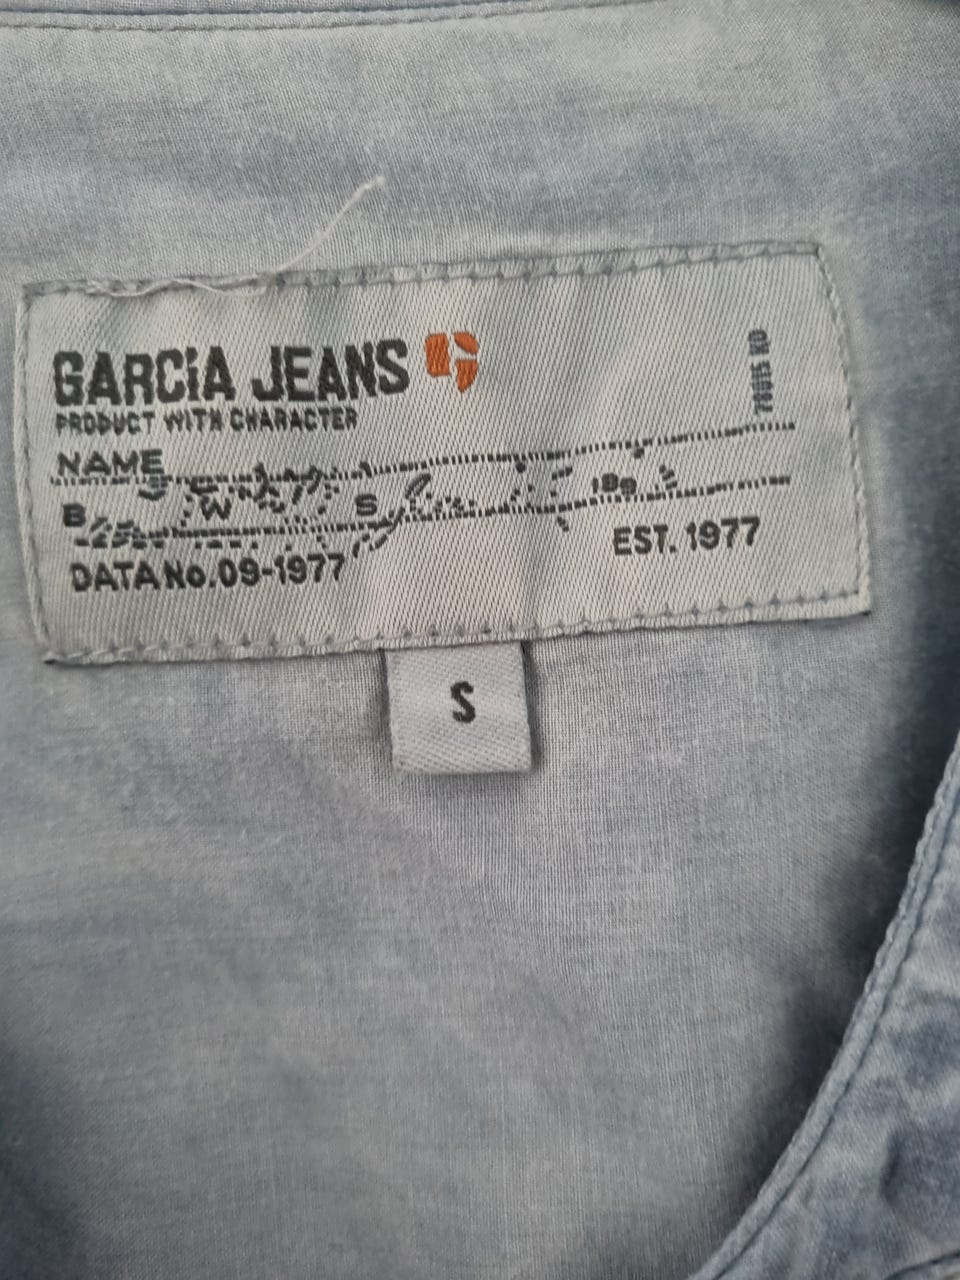 GARCIA JEANS
PRODUCT WITH CHARACTER
NAME
B W S
DATA No.09-1977
EST. 1977
S